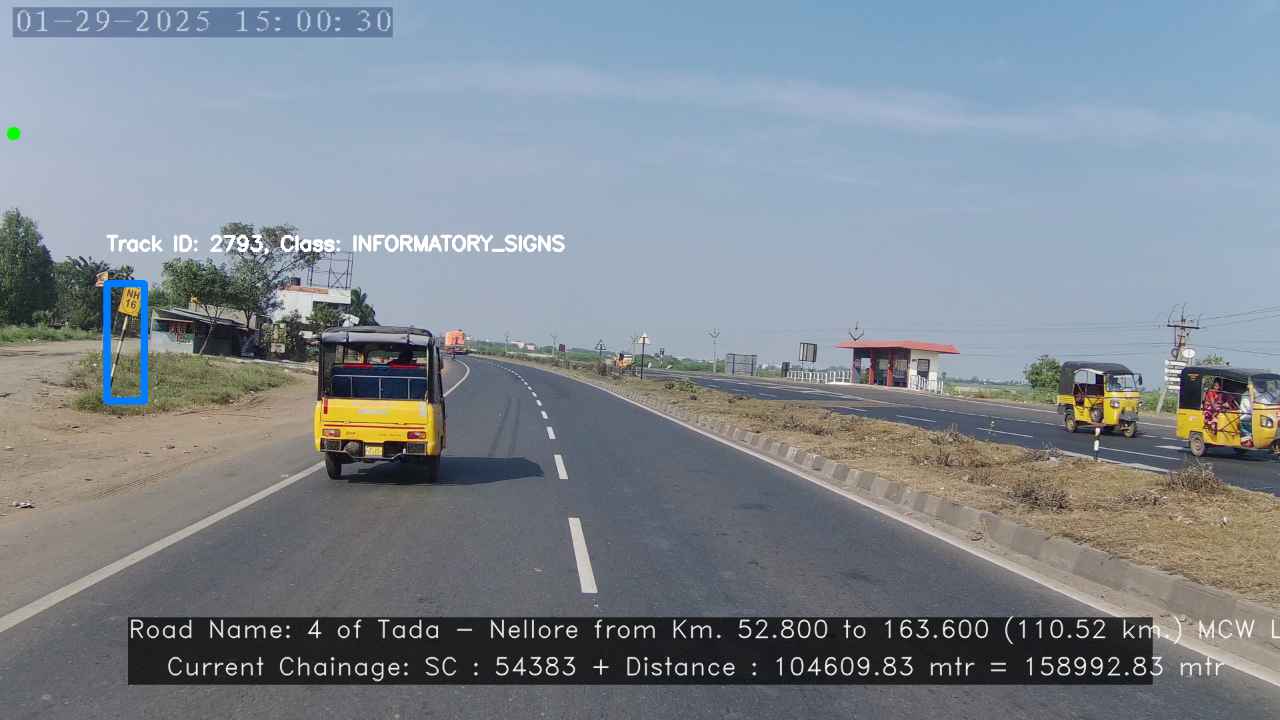 01-29-2025 15:00:30
Track ID: 2793, Class: INFORMATORY_SIGNS
NH
16
Road Name: 4 of Tada - Nellore from Km. 52.800 to 163.600 (110.52 km.) MCW L
Current Chainage: SC : 54383 + Distance : 104609.83 mtr = 158992.83 mtr